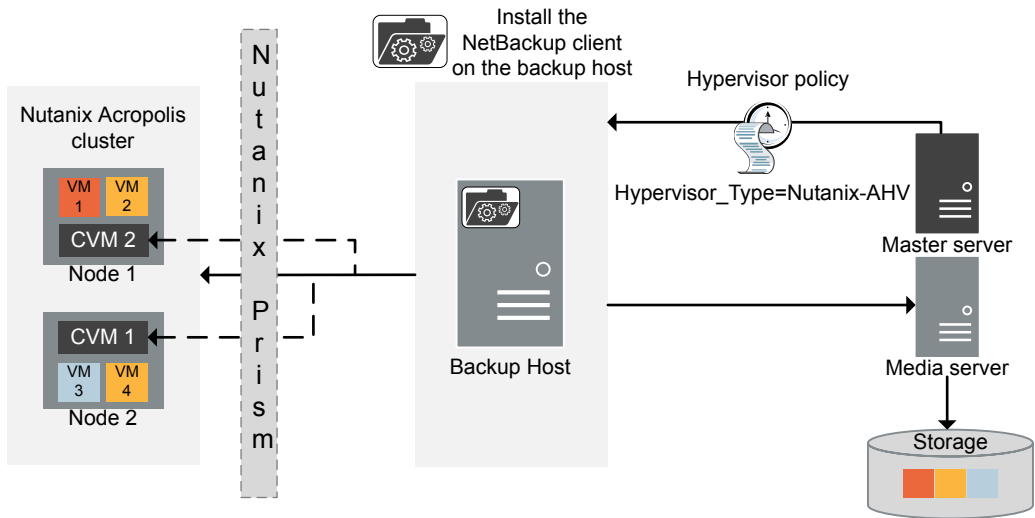 Install the
NetBackup client
on the backup host
Nutanix Prism
Hypervisor policy
Hypervisor_Type=Nutanix-AHV
Nutanix Acropolis
cluster
VM
1
VM
2
CVM 2
Node 1
CVM 1
VM
3
VM
4
Node 2
Backup Host
Master server
Media server
Storage